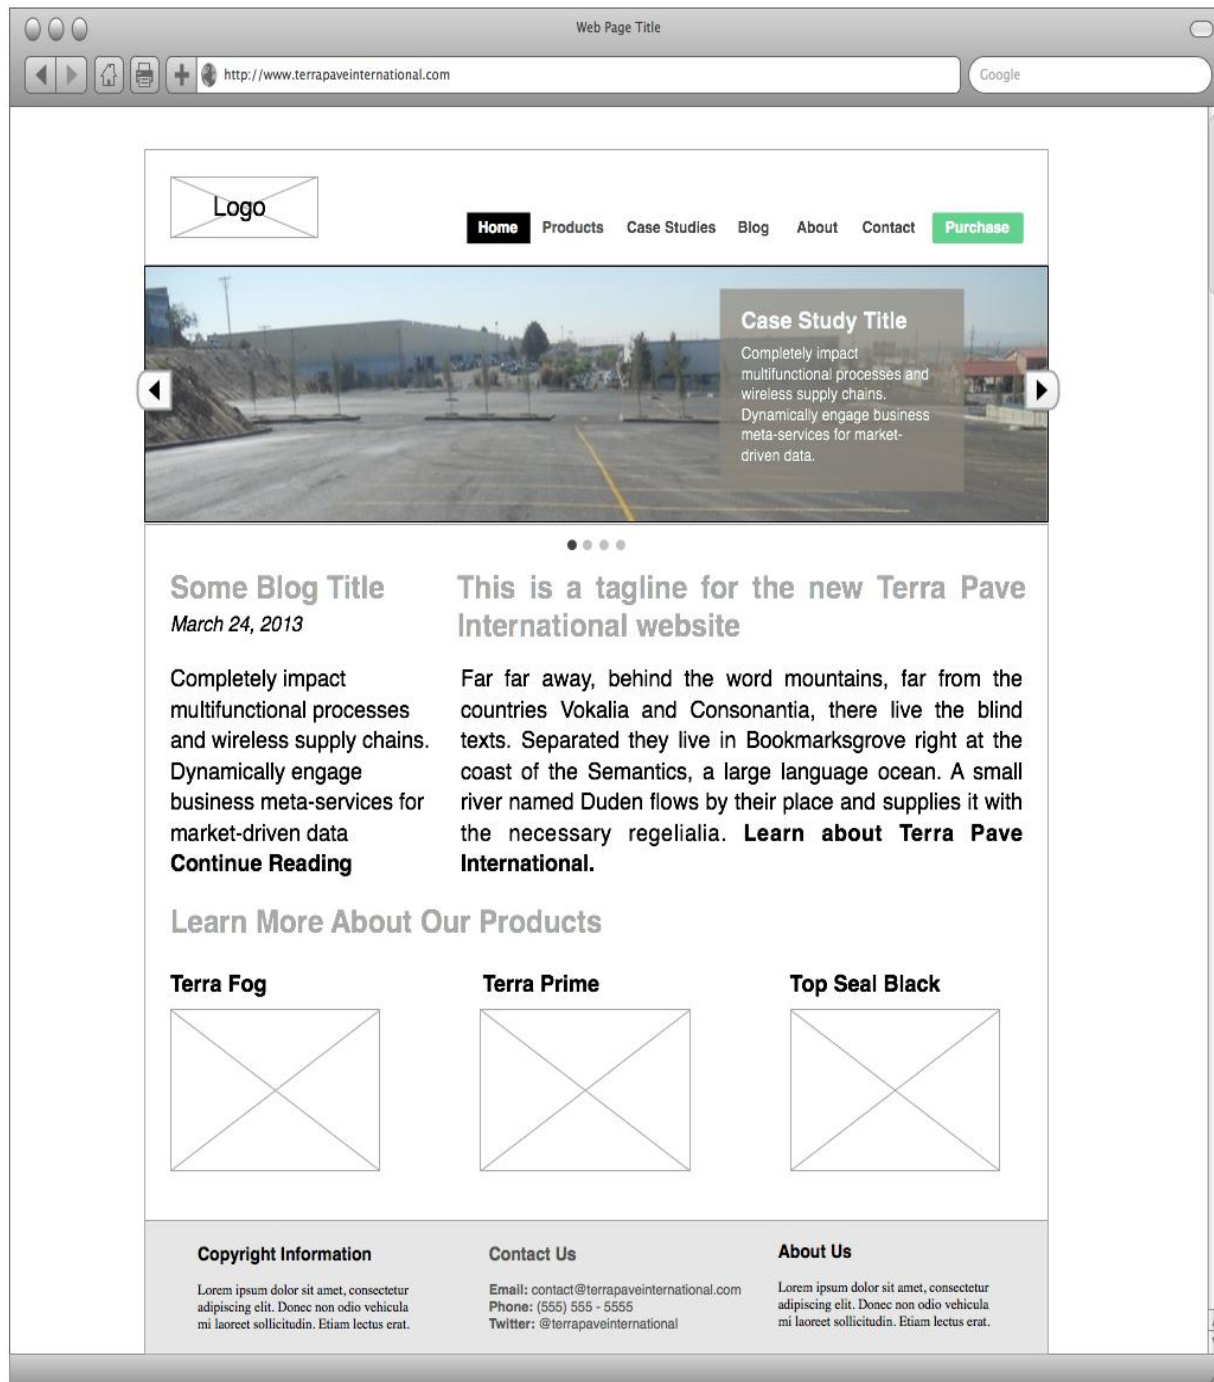 Web Page Title
http://www.terrapaveinternational.com
Google
Logo
Home Products Case Studies Blog About Contact Purchase
Case Study Title
Completely impact
multifunctional processes and
wireless supply chains.
Dynamically engage business
meta-services for market-
driven data.
Some Blog Title
March 24, 2013
Completely impact
multifunctional processes
and wireless supply chains.
Dynamically engage
business meta-services for
market-driven data
Continue Reading
This is a tagline for the new Terra Pave
International website
Far far away, behind the word mountains, far from the
countries Vokalia and Consonantia, there live the blind
texts. Separated they live in Bookmarksgrove right at the
coast of the Semantics, a large language ocean. A small
river named Duden flows by their place and supplies it with
the necessary regelialia. Learn about Terra Pave
International.
Learn More About Our Products
Terra Fog
Terra Prime
Top Seal Black
Copyright Information
Lorem ipsum dolor sit amet, consectetur
adipiscing elit. Donec non odio vehicula
mi laoreet sollicitudin. Etiam lectus erat.
Contact Us
Email: contact@terrapaveinternational.com
Phone: (555) 555 - 5555
Twitter: @terrapaveinternational
About Us
Lorem ipsum dolor sit amet, consectetur
adipiscing elit. Donec non odio vehicula
mi laoreet sollicitudin. Etiam lectus erat.